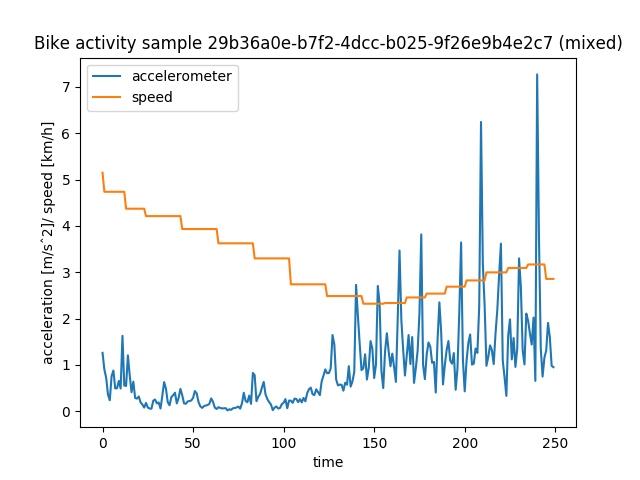 Bike activity sample 29b36a0e-b7f2-4dcc-b025-9f26e9b4e2c7 (mixed)
accelerometer
speed
7
6
5
4
3
2
1
0
acceleration [m/s^2]/ speed [km/h]
0 50 100 150 200 250
time